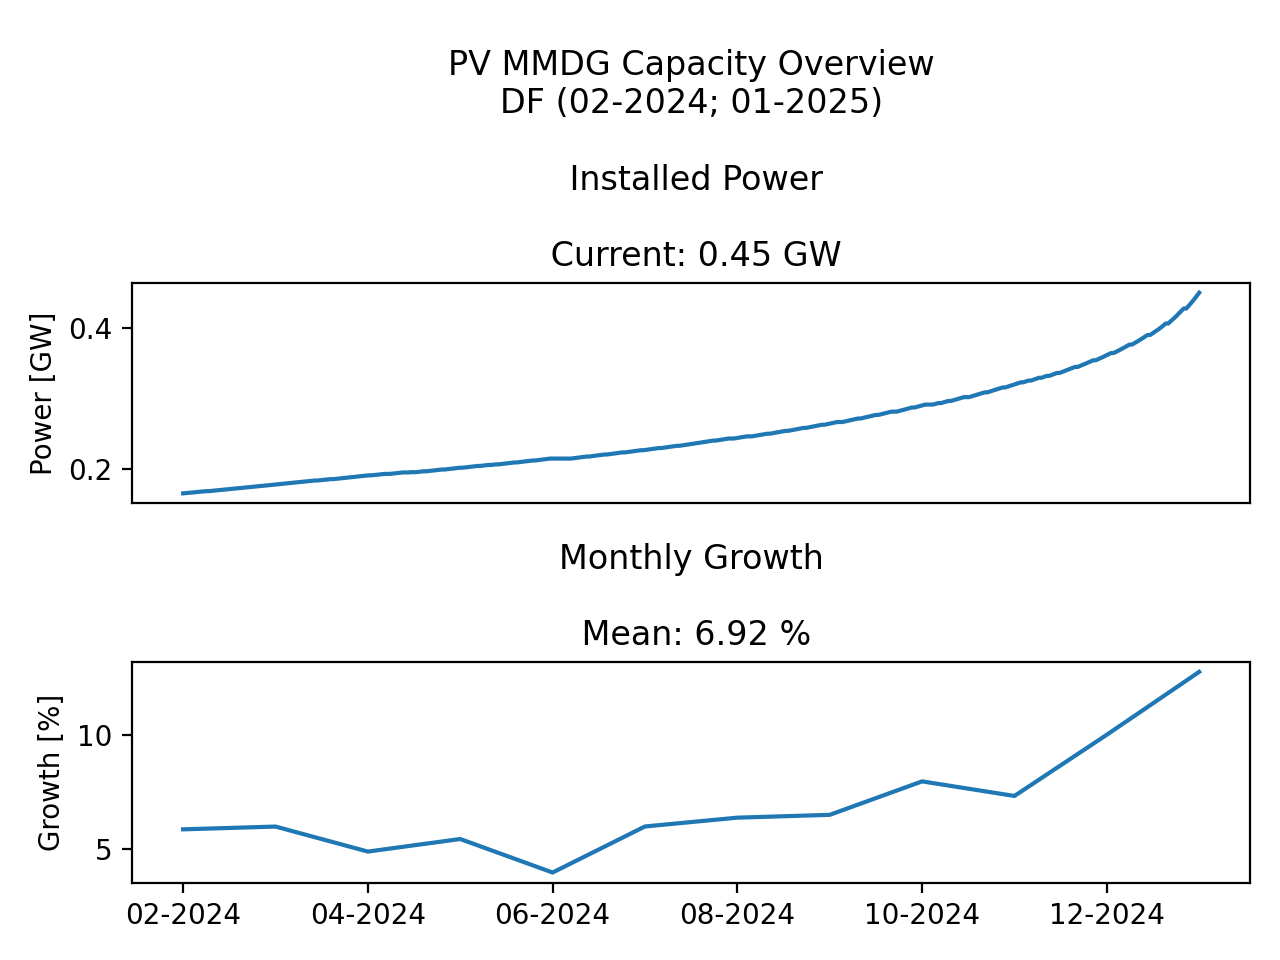 PV MMDG Capacity Overview
DF (02-2024; 01-2025)
Installed Power
Current: 0.45 GW
Power [GW]
0.4
0.2
Monthly Growth
Mean: 6.92 %
Growth [%]
10
5
02-2024 04-2024 06-2024 08-2024 10-2024 12-2024